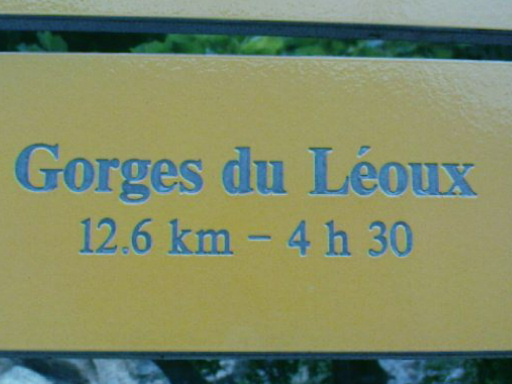 Gorges du Léoux
12.6 km – 4 h 30